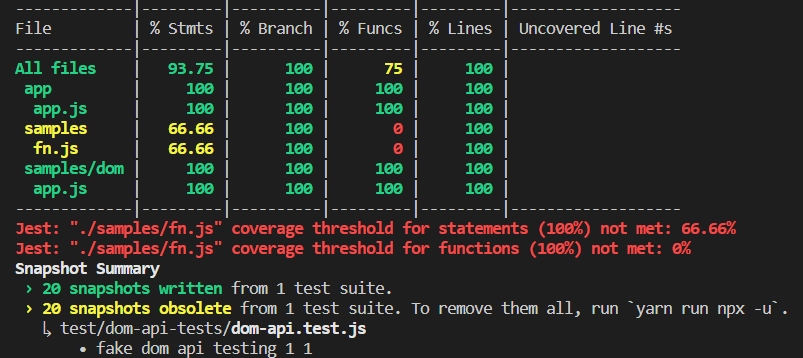 -------------|---------|----------|---------|---------|-------------------
File         | % Stmts | % Branch | % Funcs | % Lines | Uncovered Line #s
-------------|---------|----------|---------|---------|-------------------
All files    |   93.75 |      100 |      75 |     100 |
 app         |     100 |      100 |     100 |     100 |
  app.js     |     100 |      100 |     100 |     100 |
 samples     |   66.66 |      100 |       0 |     100 |
  fn.js      |   66.66 |      100 |       0 |     100 |
 samples/dom |     100 |      100 |     100 |     100 |
  app.js     |     100 |      100 |     100 |     100 |
-------------|---------|----------|---------|---------|-------------------
Jest: "./samples/fn.js" coverage threshold for statements (100%) not met: 66.66%
Jest: "./samples/fn.js" coverage threshold for functions (100%) not met: 0%
Snapshot Summary
 › 20 snapshots written from 1 test suite.
 › 20 snapshots obsolete from 1 test suite. To remove them all, run `yarn run npx -u`.
   ↳ test/dom-api-tests/dom-api.test.js
       • fake dom api testing 1 1